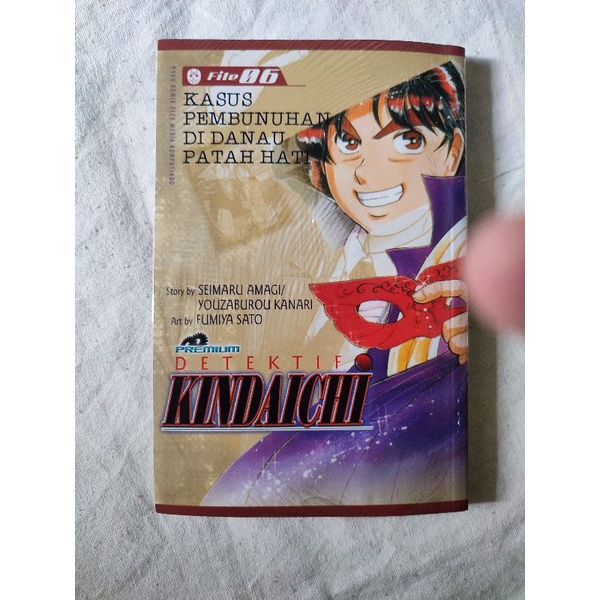 File 06
KASUS
PEMBUNUHAN
DI DANAU
PATAH HATI
Story by SEIMARU AMAGI/
YOUZABUROU KANARI
Art by FUMIYA SATO
PREMIUM
DETEKTIF
KINDAICHI